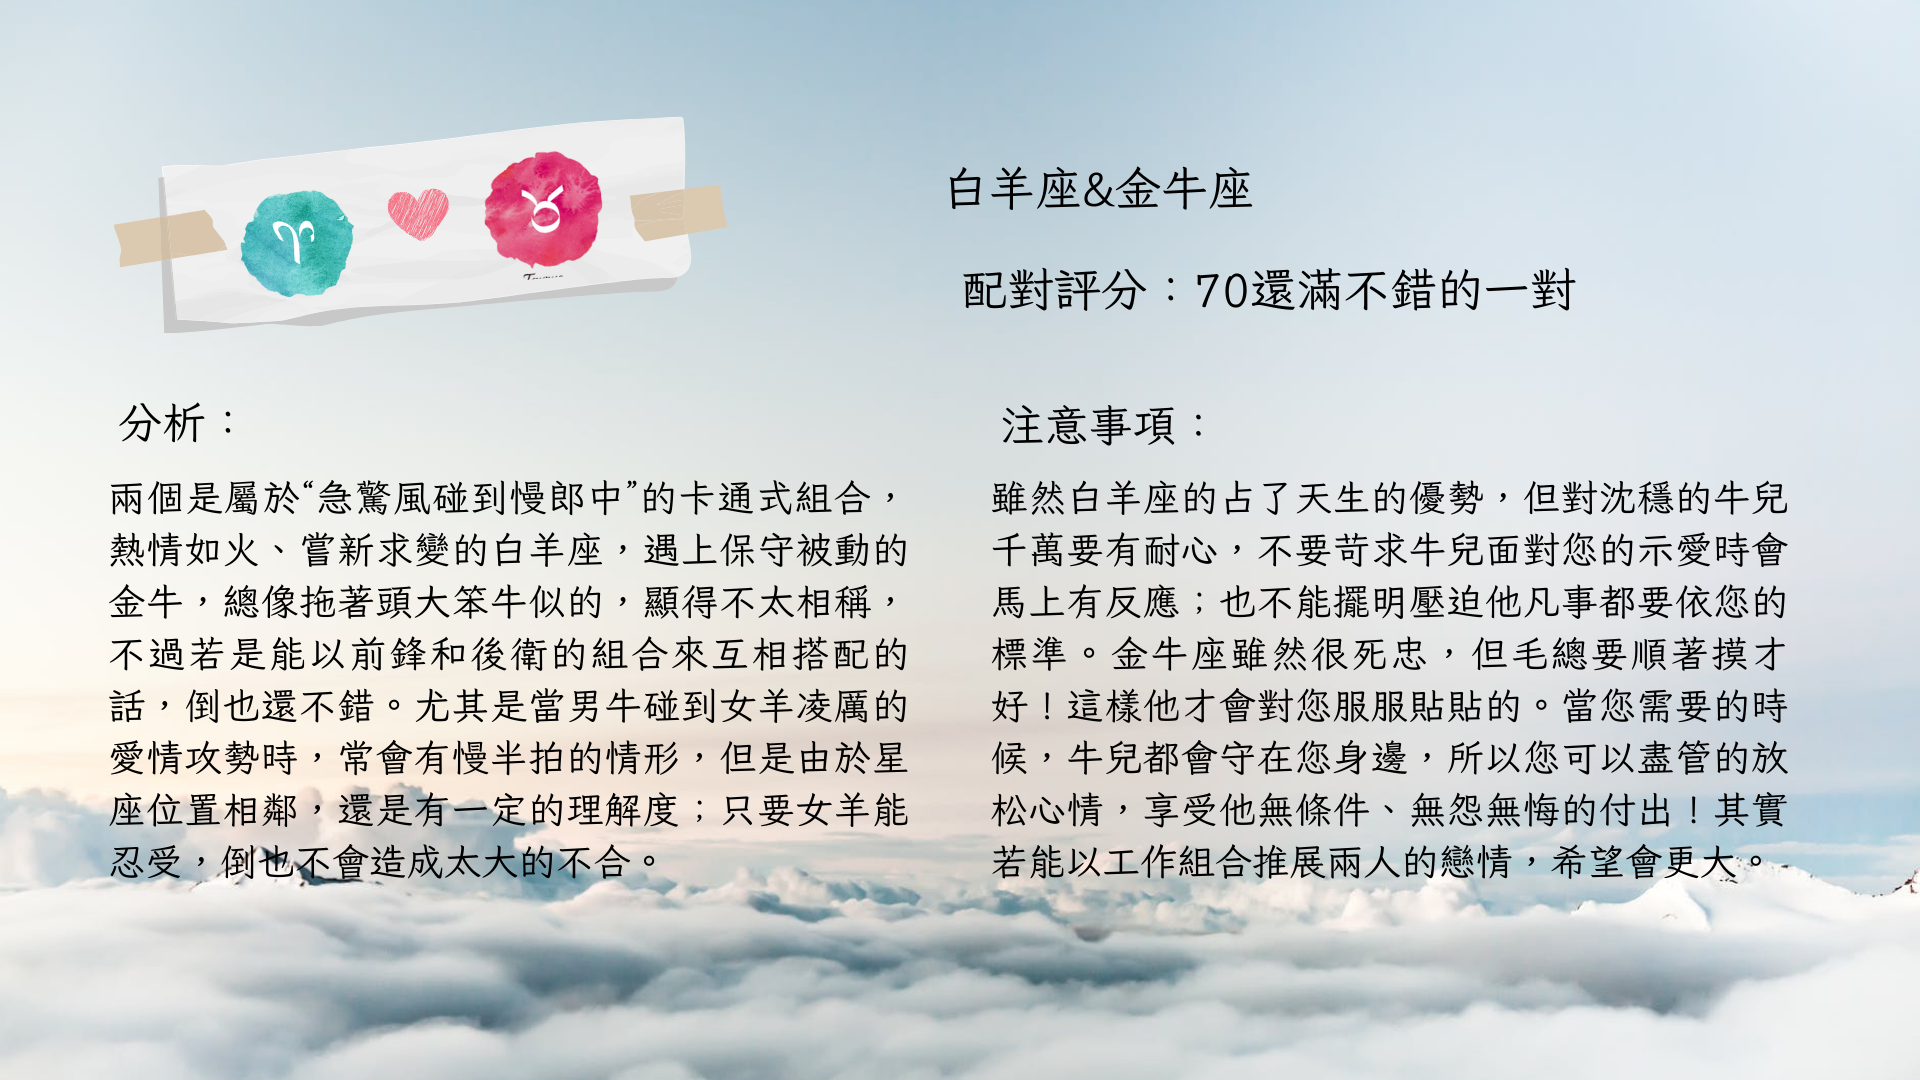 白羊座&金牛座
配對評分：70還滿不錯的一對
分析：
兩個是屬於“急驚風碰到慢郎中”的卡通式組合，
熱情如火、嘗新求變的白羊座，遇上保守被動的
金牛，總像拖著頭大笨牛似的，顯得不太相稱，
不過若是能以前鋒和後衛的組合來互相搭配的
話，倒也還不錯。尤其是當男牛碰到女羊凌厲的
愛情攻勢時，常會有慢半拍的情形，但是由於星
座位置相鄰，還是有一定的理解度；只要女羊能
忍受，倒也不會造成太大的不合。
注意事項：
雖然白羊座的占了天生的優勢，但對沈穩的牛兒
千萬要有耐心，不要苛求牛兒面對您的示愛時會
馬上有反應；也不能擺明壓迫他凡事都要依您的
標準。金牛座雖然很死忠，但毛總要順著摸才
好！這樣他才會對您服服貼貼的。當您需要的時
候，牛兒都會守在您身邊，所以您可以盡管的放
松心情，享受他無條件、無怨無悔的付出！其實
若能以工作組合推展兩人的戀情，希望會更大。